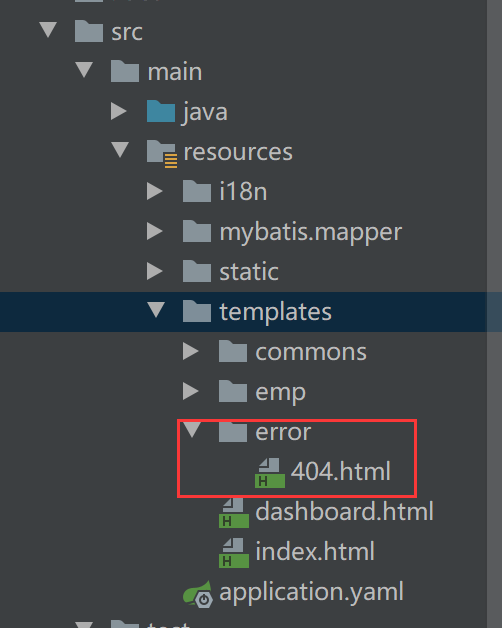 src
main
java
resources
i18n
mybatis.mapper
static
templates
commons
emp
error
404.html
dashboard.html
index.html
application.yaml
test